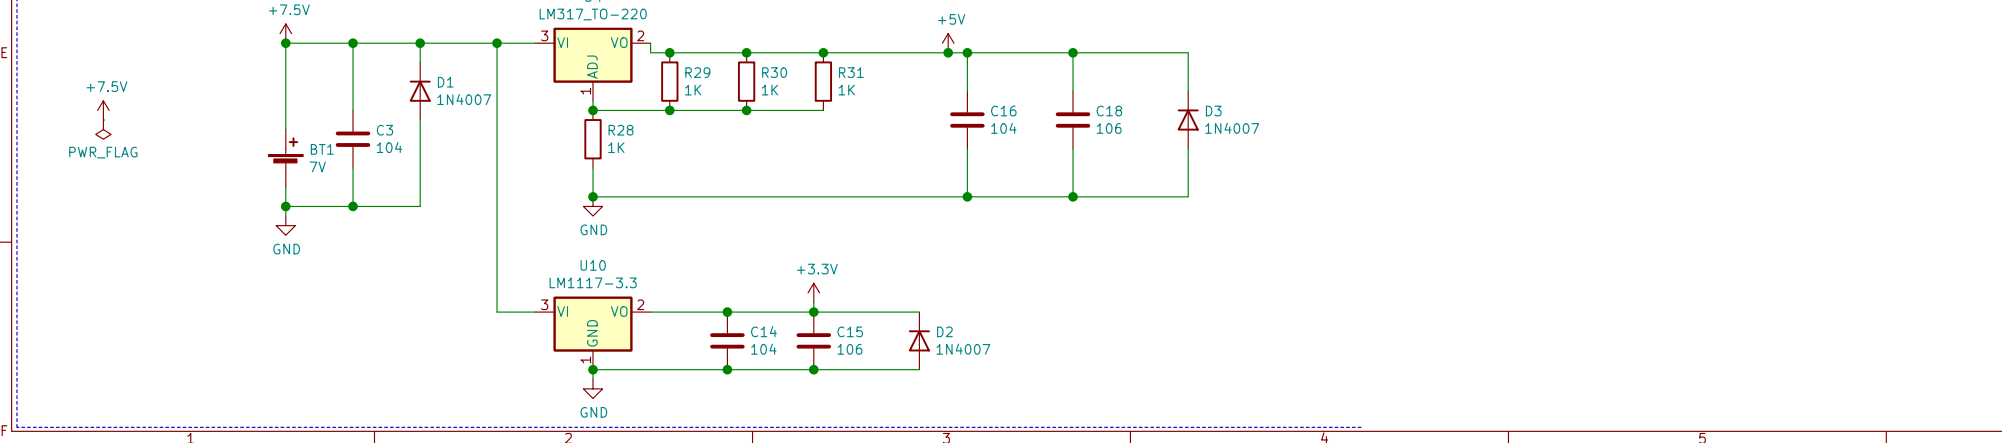 +7.5V
LM317_TO-220
+5V
3
VI
VO
2
ADJ
1
E
+7.5V
PWR_FLAG
D1
1N4007
R29
1K
R30
1K
R31
1K
C16
104
C18
106
D3
1N4007
C3
104
BT1
7V
+
R28
1K
GND
GND
U10
LM1117-3.3
+3.3V
3
VI
VO
2
GND
1
C14
104
C15
106
D2
1N4007
GND
F
1
2
3
4
5